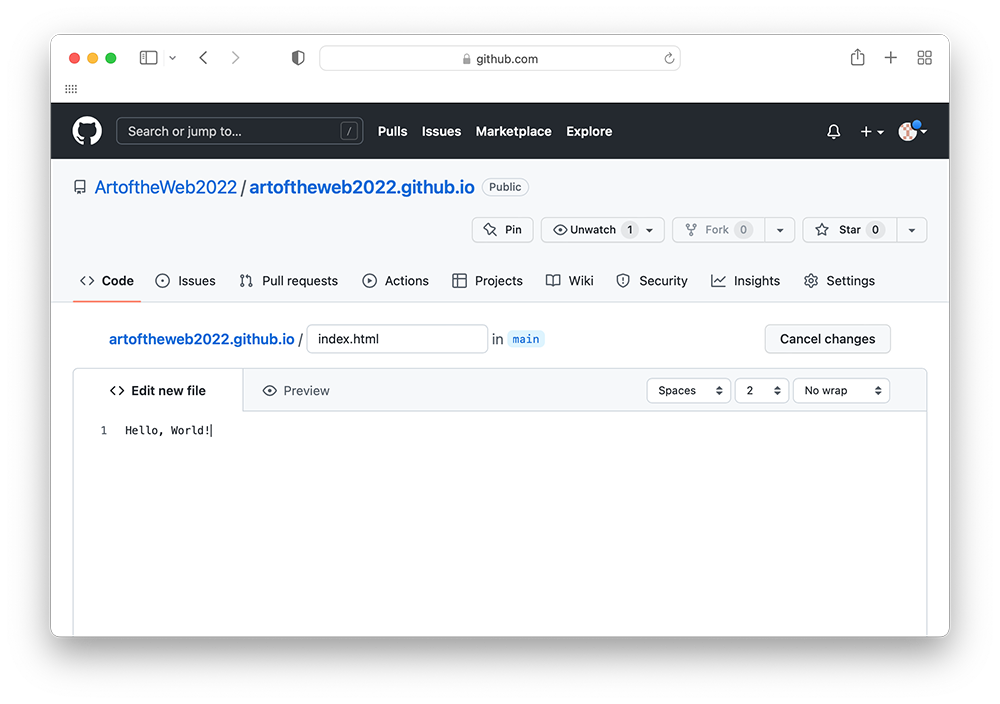 github.com
Search or jump to... / Pulls Issues Marketplace Explore
ArtoftheWeb2022 / artoftheweb2022.github.io Public
Pin Unwatch 1 Fork 0 Star 0
Code Issues Pull requests Actions Projects Wiki Security Insights Settings
artoftheweb2022.github.io / index.html in main Cancel changes
Edit new file Preview Spaces 2 No wrap
1 Hello, World!